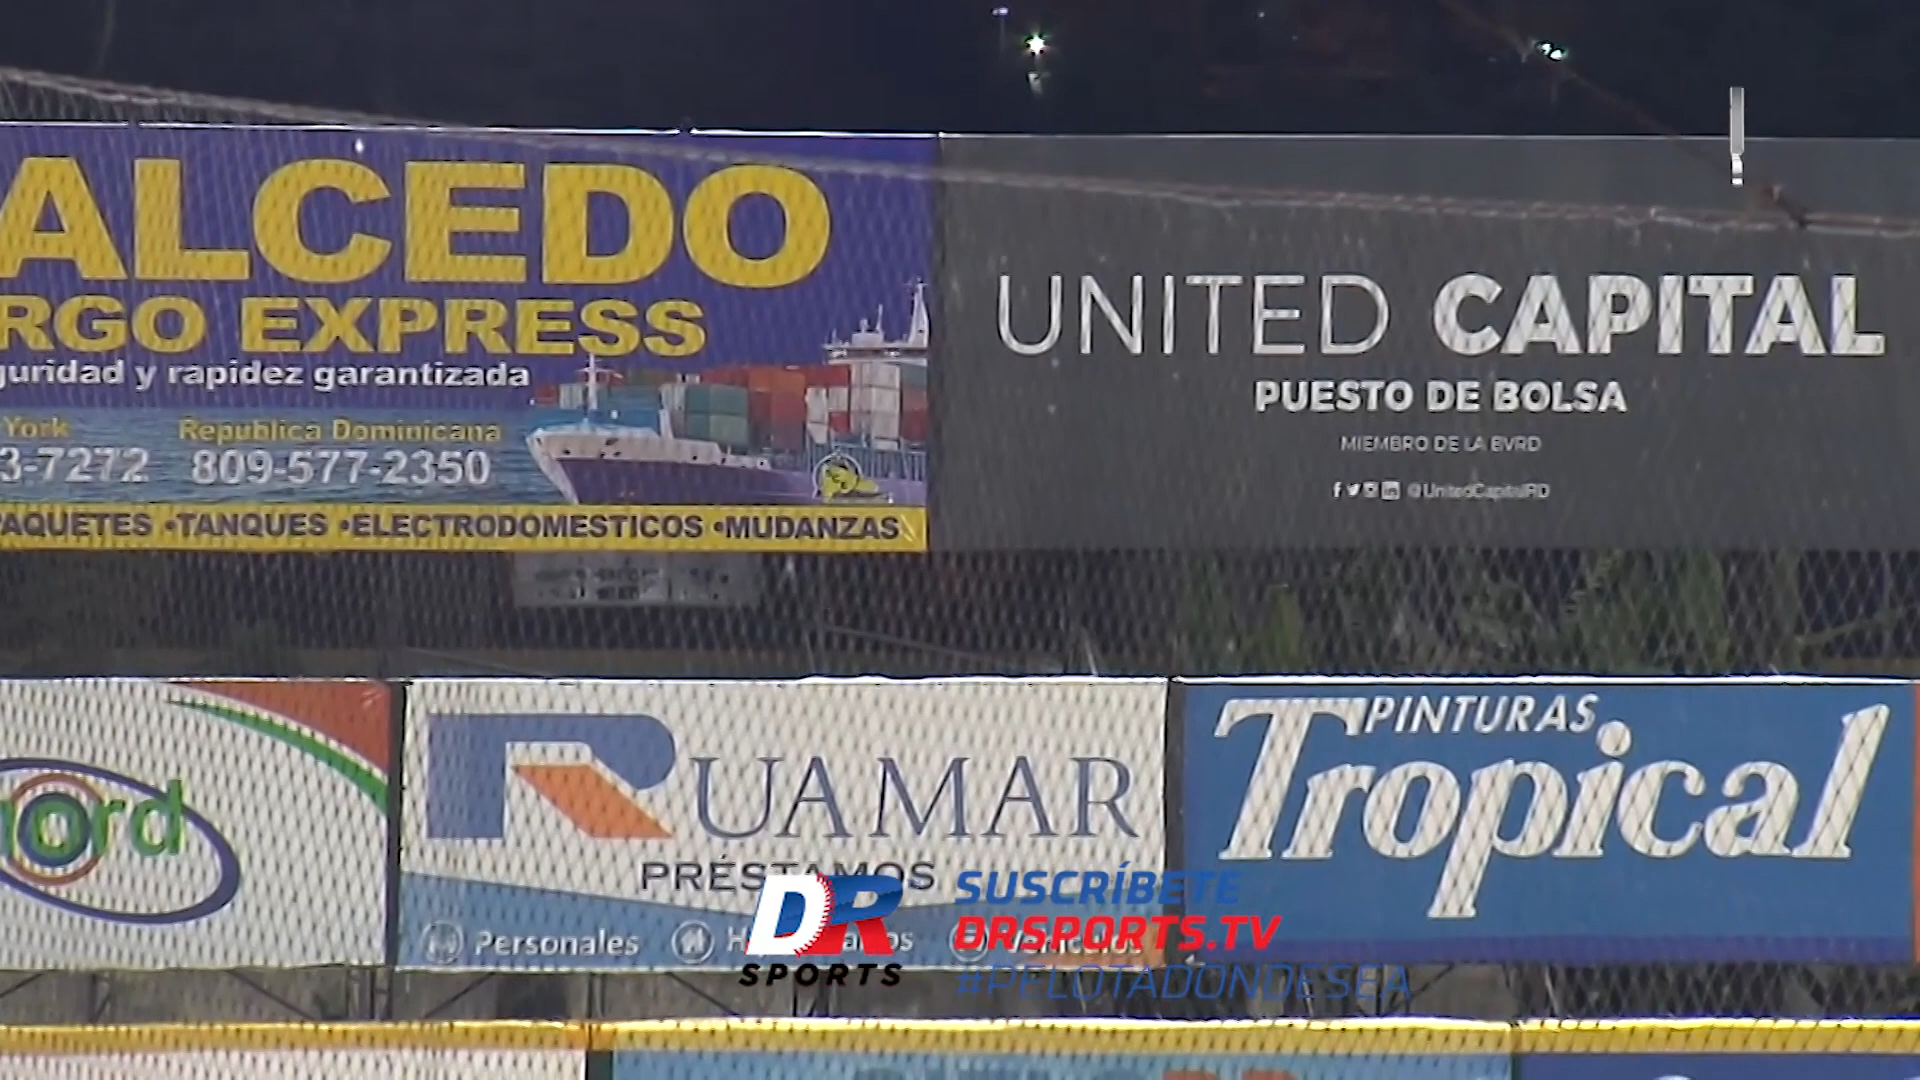 ALCEDO
RGO EXPRESS
guridad y rapidez garantizada
York
Republica Dominicana
3-7272
809-577-2350
PAQUETES •TANQUES •ELECTRODOMESTICOS •MUDANZAS
UNITED CAPITAL
PUESTO DE BOLSA
MIEMBRO DE LA BVRD
@UnitedCapitalRD
nord
RUAMAR
PRÉSTAMOS
Personales
PINTURAS
Tropical
DR
SPORTS
SUSCRÍBETE
DRSPORTS.TV
#PELOTADONDESEA